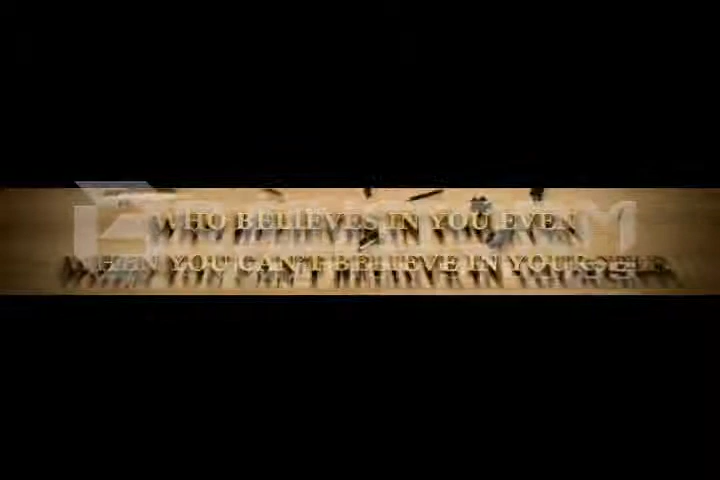 WHO BELIEVES IN YOU EVEN
WHEN YOU CAN'T BELIEVE IN YOURSELF